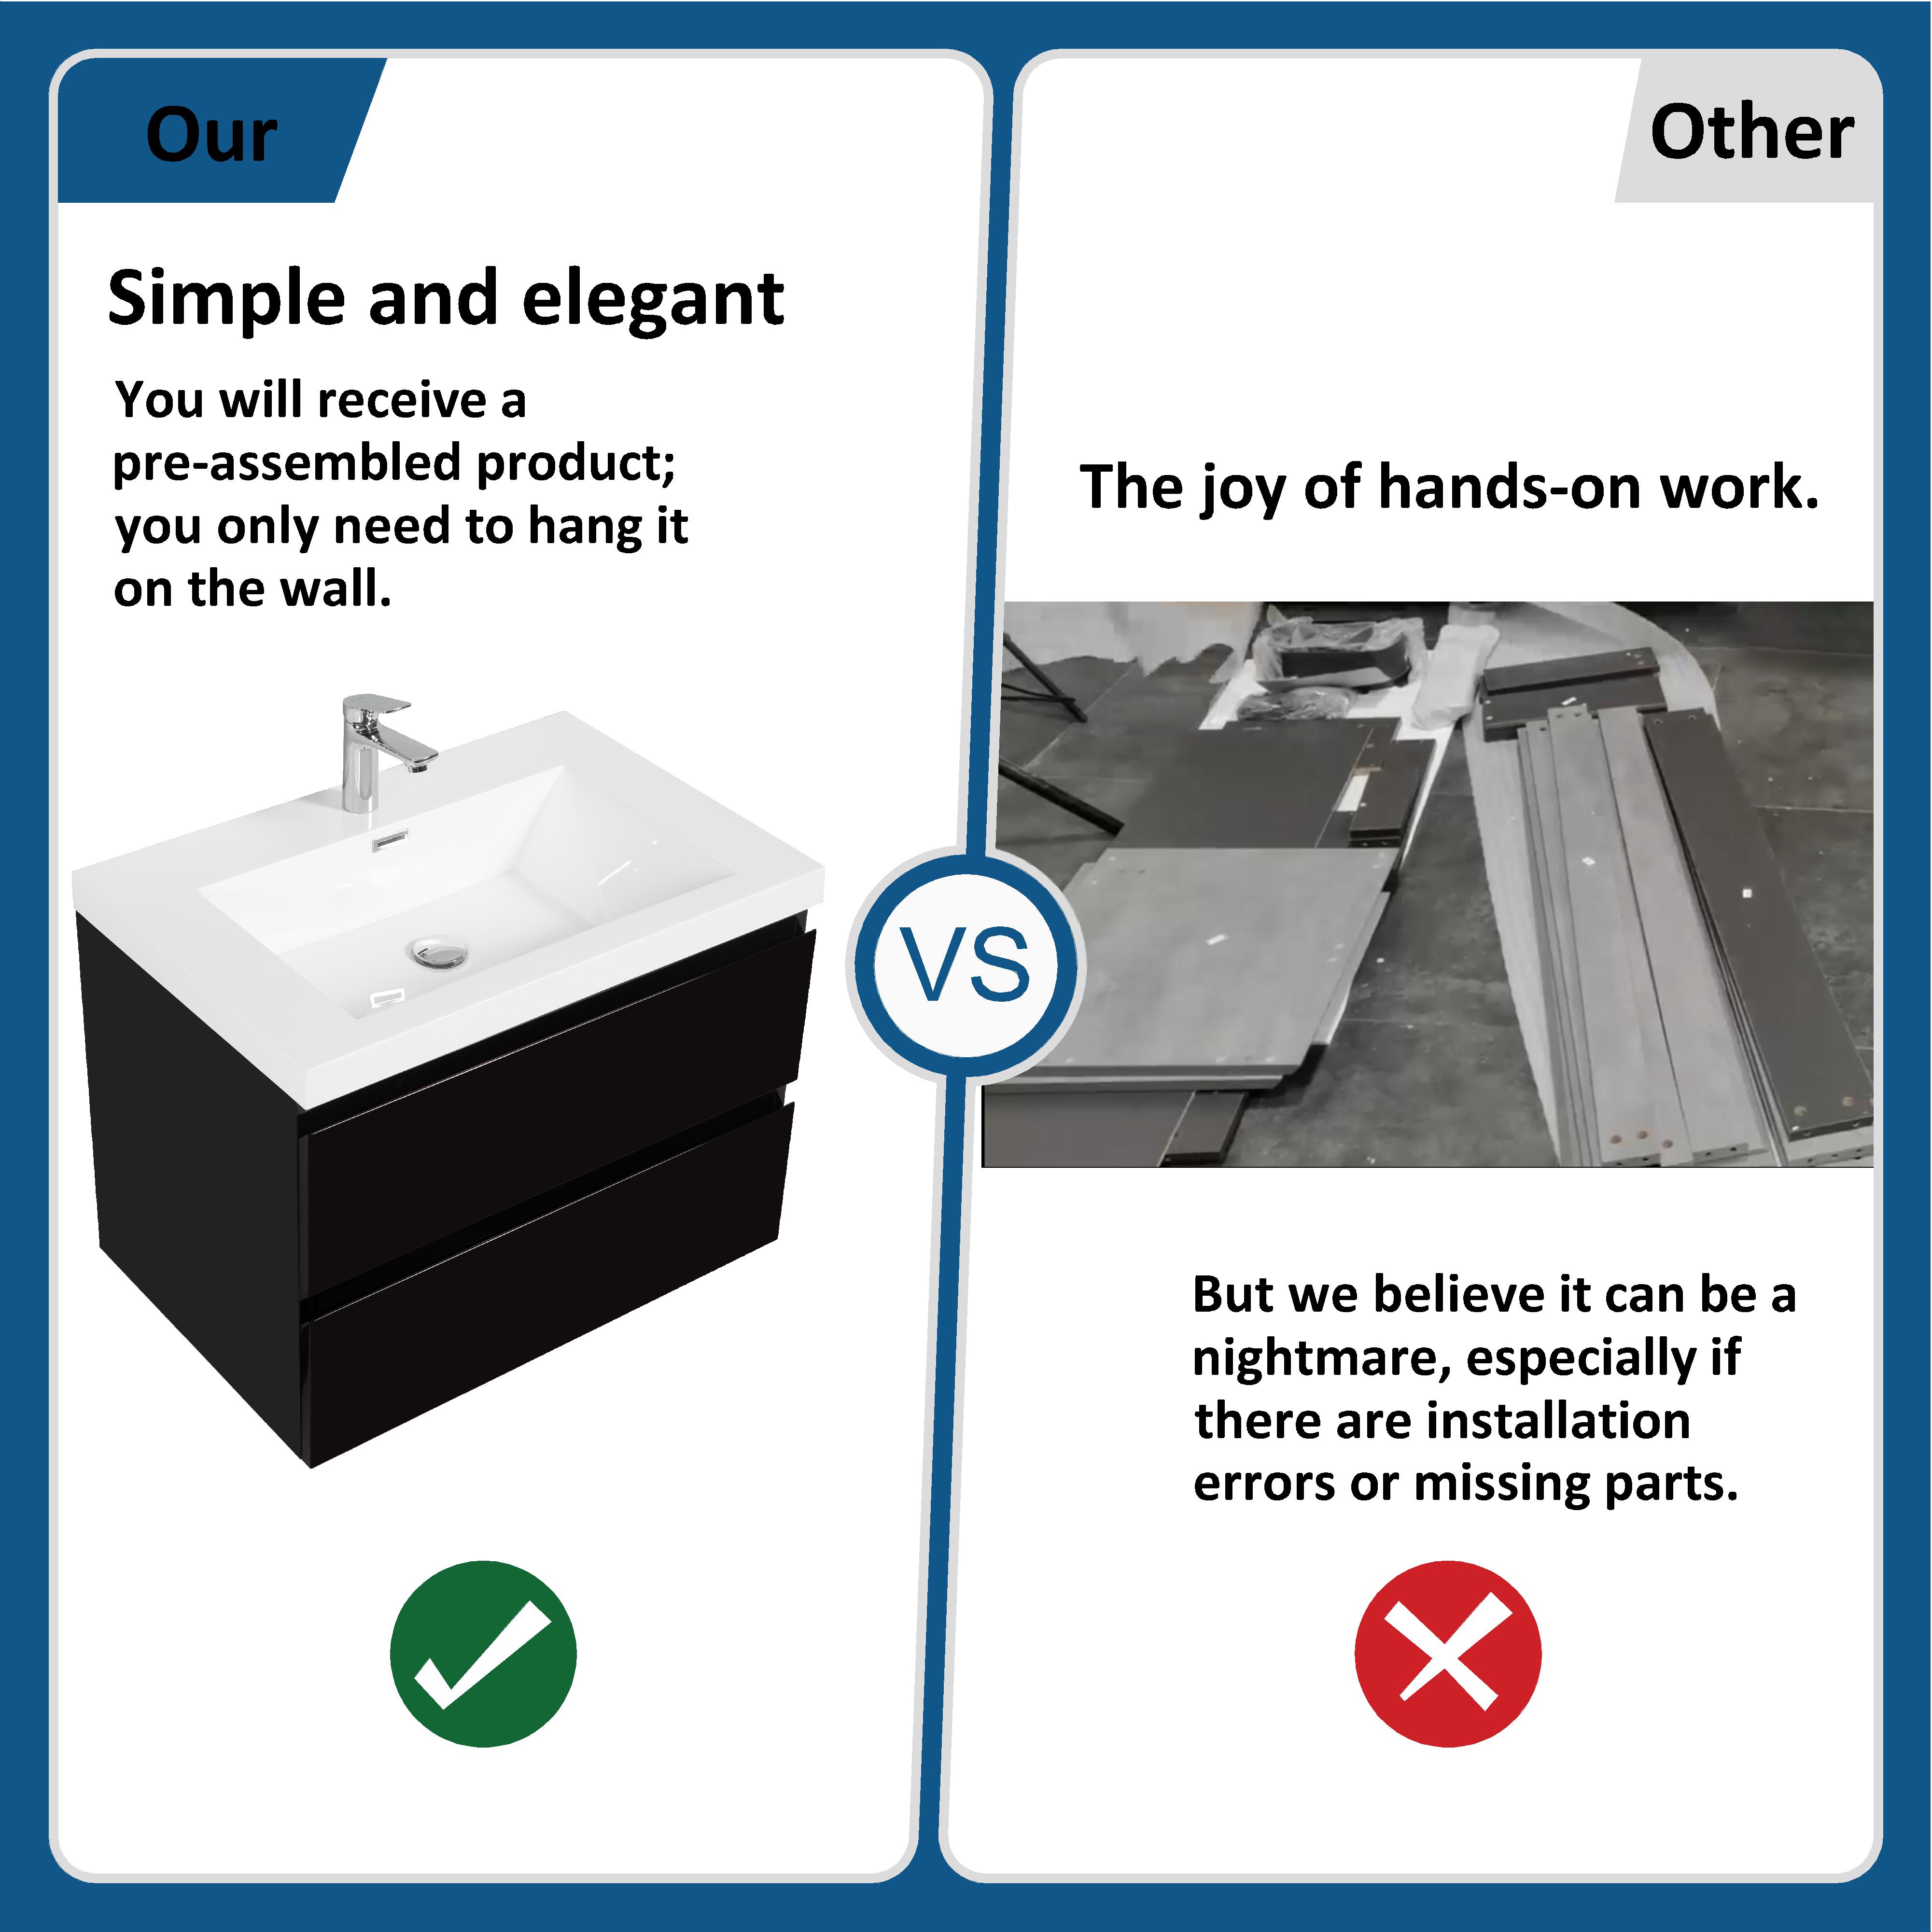 Our
Simple and elegant
You will receive a
pre-assembled product;
you only need to hang it
on the wall.
VS
Other
The joy of hands-on work.
But we believe it can be a
nightmare, especially if
there are installation
errors or missing parts.